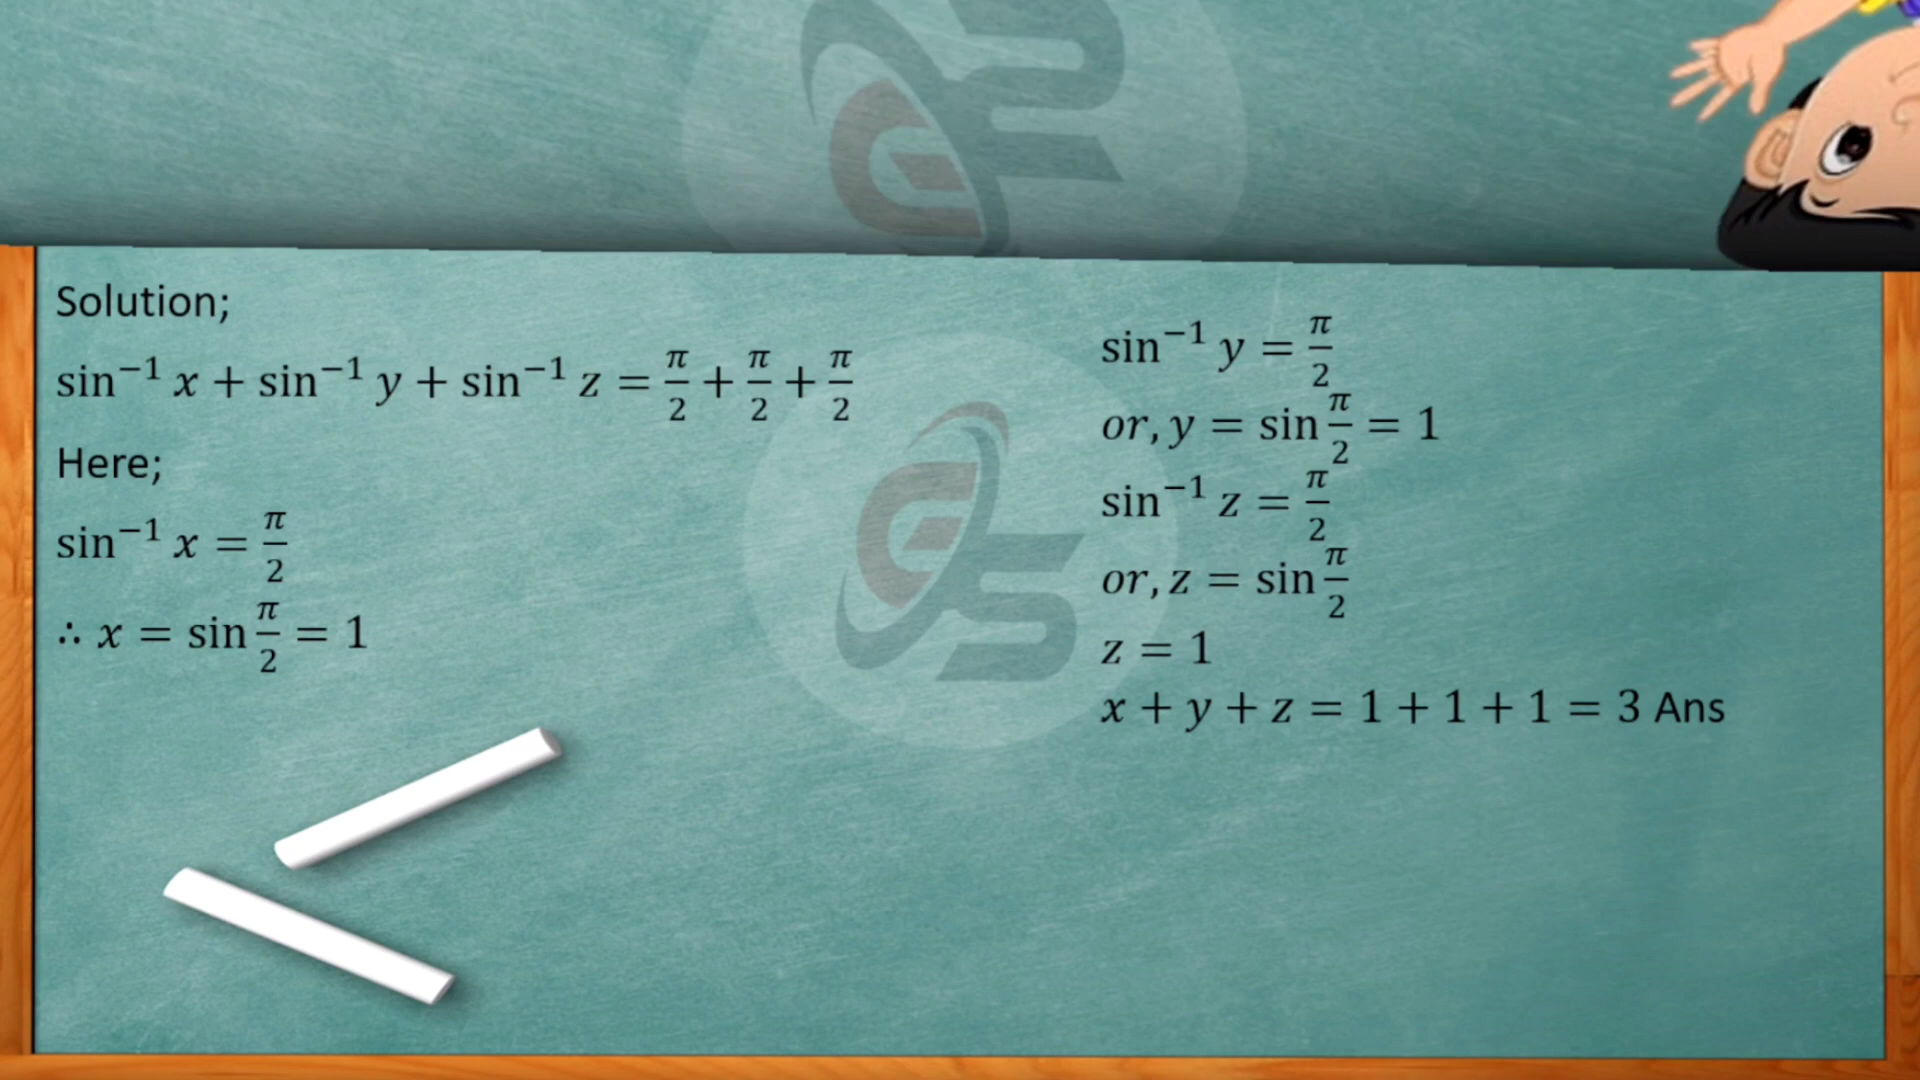 Solution;
sin⁻¹ x + sin⁻¹ y + sin⁻¹ z = π/2 + π/2 + π/2
Here;
sin⁻¹ x = π/2
∴ x = sin π/2 = 1
sin⁻¹ y = π/2
or, y = sin π/2 = 1
sin⁻¹ z = π/2
or, z = sin π/2
z = 1
x + y + z = 1 + 1 + 1 = 3 Ans